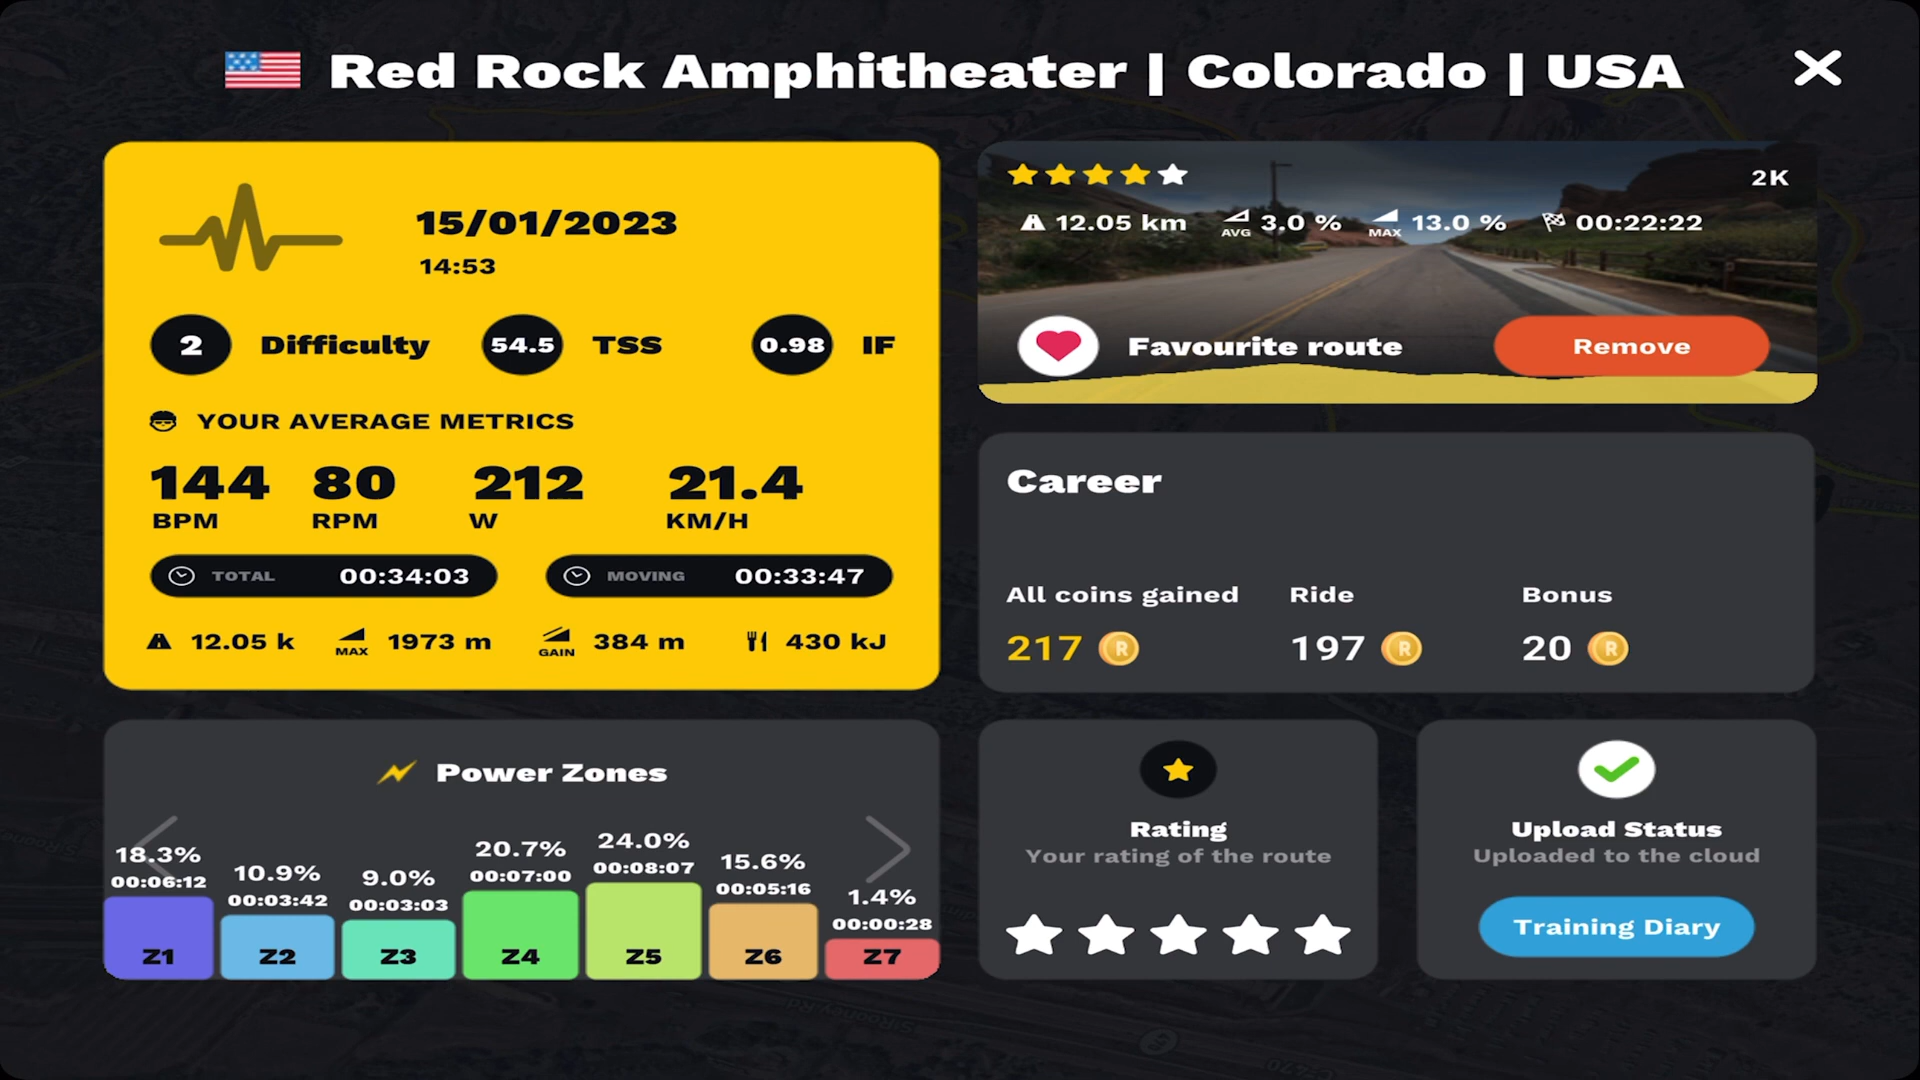 Red Rock Amphitheater | Colorado | USA
15/01/2023
14:53
2 Difficulty 54.5 TSS 0.98 IF
YOUR AVERAGE METRICS
144 80 212 21.4
BPM RPM W KM/H
TOTAL 00:34:03 MOVING 00:33:47
12.05 k MAX 1973 m GAIN 384 m 430 kJ
2K
12.05 km AVG 3.0 % MAX 13.0 % 00:22:22
Favourite route Remove
Career
All coins gained Ride Bonus
217 R 197 R 20 R
Power Zones
18.3% 10.9% 9.0% 20.7% 24.0% 15.6% 1.4%
00:06:12 00:03:42 00:03:03 00:07:00 00:08:07 00:05:16 00:00:28
Z1 Z2 Z3 Z4 Z5 Z6 Z7
Rating
Your rating of the route
Upload Status
Uploaded to the cloud
Training Diary
S Rooney Rd
C-470